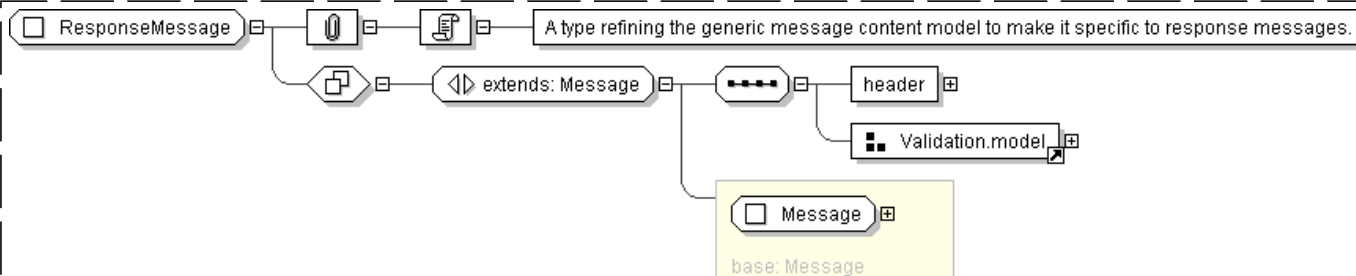 ResponseMessage
A type refining the generic message content model to make it specific to response messages.
extends: Message
header
Validation.model
Message
base: Message